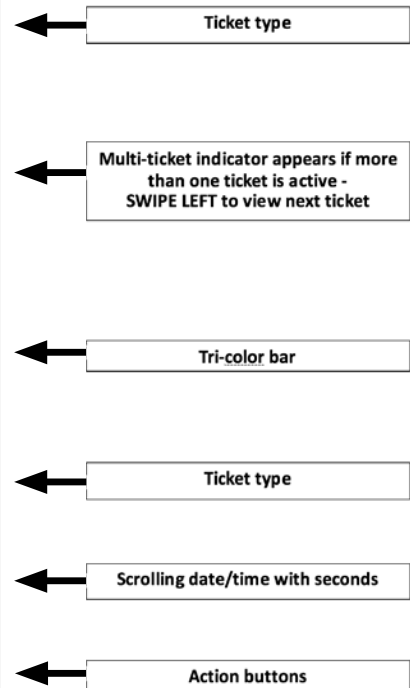 Ticket type
Multi-ticket indicator appears if more
than one ticket is active -
SWIPE LEFT to view next ticket
Tri-color bar
Ticket type
Scrolling date/time with seconds
Action buttons